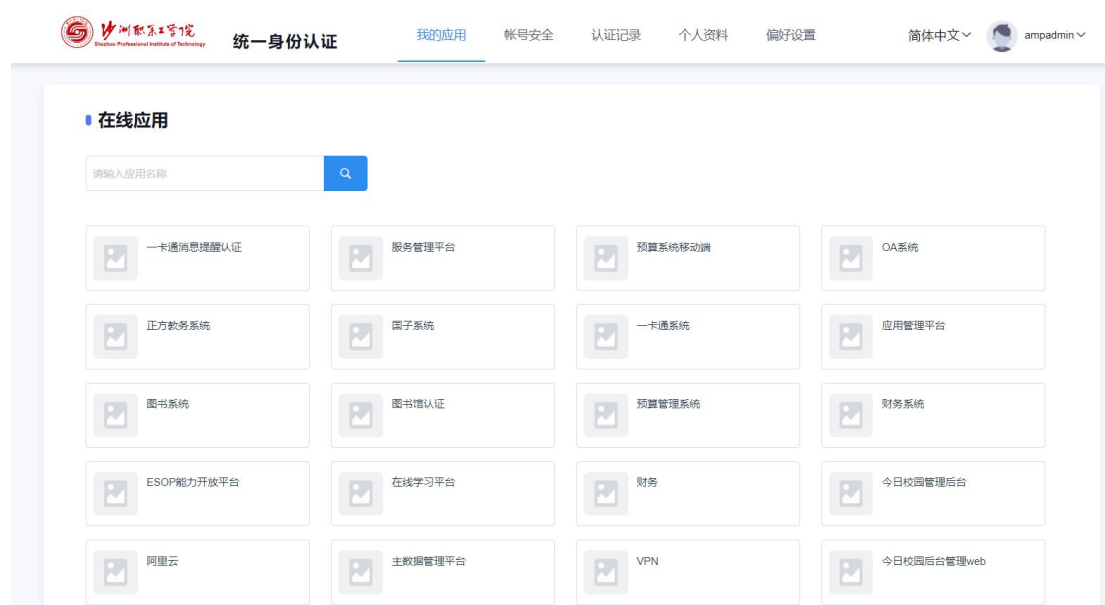 沙洲职业工学院
Shazhou Professional Institute of Technology
统一身份认证
我的应用
帐号安全
认证记录
个人资料
偏好设置
简体中文
ampadmin
在线应用
请输入应用名称
一卡通消息提醒认证
服务管理平台
预算系统移动端
OA系统
正方教务系统
国子系统
一卡通系统
应用管理平台
图书系统
图书馆认证
预算管理系统
财务系统
ESOP能力开放平台
在线学习平台
财务
今日校园管理后台
阿里云
主数据管理平台
VPN
今日校园后台管理web